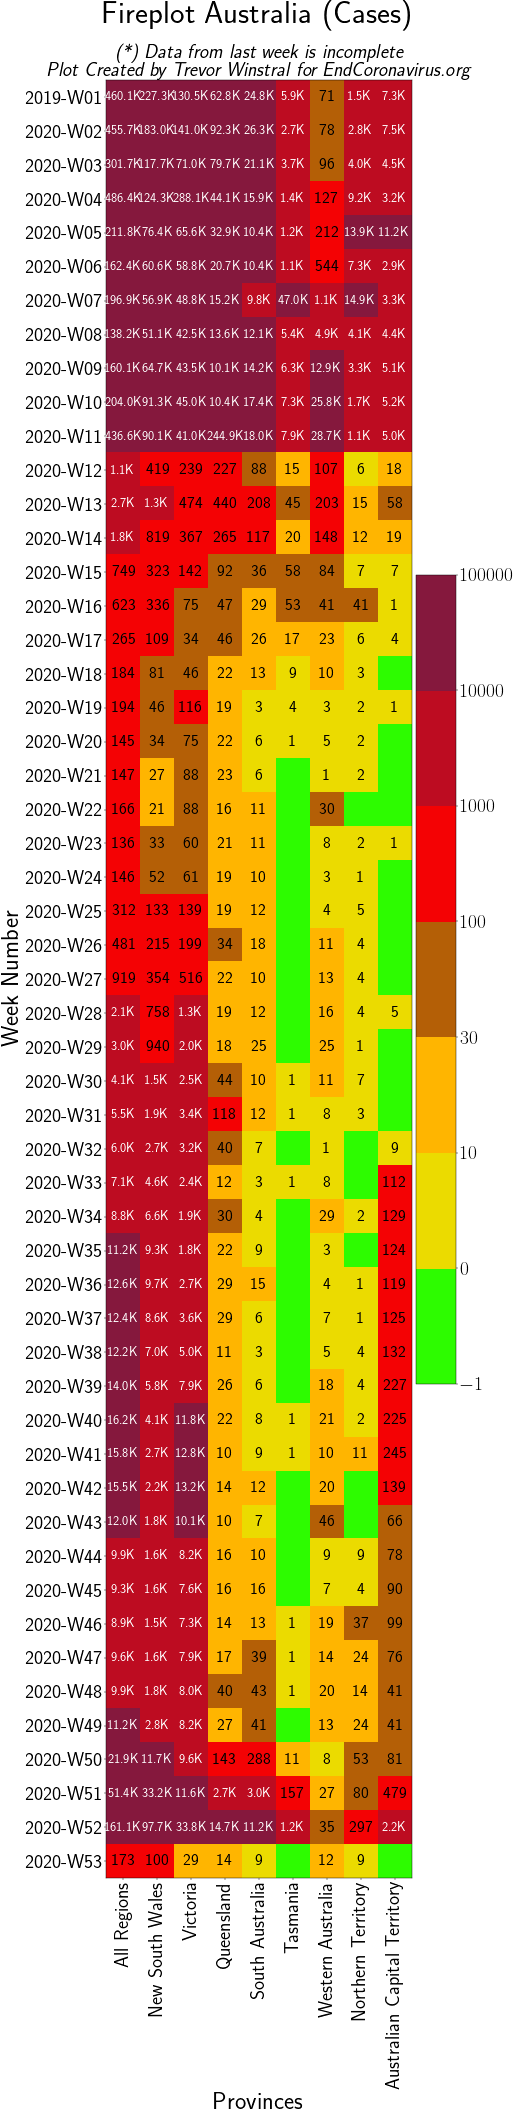 Fireplot Australia (Cases)
(*) Data from last week is incomplete
Plot Created by Trevor Winstral for EndCoronavirus.org
2019-W01 460.1K 227.3K 130.5K 62.8K 24.8K 5.9K 71 1.5K 7.3K
2020-W02 455.7K 183.0K 141.0K 92.3K 26.3K 2.7K 78 2.8K 7.5K
2020-W03 301.7K 117.7K 71.0K 79.7K 21.1K 3.7K 96 4.0K 4.5K
2020-W04 486.4K 124.3K 288.1K 44.1K 15.9K 1.4K 127 9.2K 3.2K
2020-W05 211.8K 76.4K 65.6K 32.9K 10.4K 1.2K 212 13.9K 11.2K
2020-W06 162.4K 60.6K 58.8K 20.7K 10.4K 1.1K 544 7.3K 2.9K
2020-W07 196.9K 56.9K 48.8K 15.2K 9.8K 47.0K 1.1K 14.9K 3.3K
2020-W08 138.2K 51.1K 42.5K 13.6K 12.1K 5.4K 4.9K 4.1K 4.4K
2020-W09 160.1K 64.7K 43.5K 10.1K 14.2K 6.3K 12.9K 3.3K 5.1K
2020-W10 204.0K 91.3K 45.0K 10.4K 17.4K 7.3K 25.8K 1.7K 5.2K
2020-W11 436.6K 90.1K 41.0K 244.9K 18.0K 7.9K 28.7K 1.1K 5.0K
2020-W12 1.1K 419 239 227 88 15 107 6 18
2020-W13 2.7K 1.3K 474 440 208 45 203 15 58
2020-W14 1.8K 819 367 265 117 20 148 12 19
2020-W15 749 323 142 92 36 58 84 7 7
2020-W16 623 336 75 47 29 53 41 41 1
2020-W17 265 109 34 46 26 17 23 6 4
2020-W18 184 81 46 22 13 9 10 3
2020-W19 194 46 116 19 3 4 3 2 1
2020-W20 145 34 75 22 6 1 5 2
2020-W21 147 27 88 23 6 1 2
2020-W22 166 21 88 16 11 30
2020-W23 136 33 60 21 11 8 2 1
2020-W24 146 52 61 19 10 3 1
2020-W25 312 133 139 19 12 4 5
2020-W26 481 215 199 34 18 11 4
2020-W27 919 354 516 22 10 13 4
2020-W28 2.1K 758 1.3K 19 12 16 4 5
2020-W29 3.0K 940 2.0K 18 25 25 1
2020-W30 4.1K 1.5K 2.5K 44 10 1 11 7
2020-W31 5.5K 1.9K 3.4K 118 12 1 8 3
2020-W32 6.0K 2.7K 3.2K 40 7 1 9
2020-W33 7.1K 4.6K 2.4K 12 3 1 8 112
2020-W34 8.8K 6.6K 1.9K 30 4 29 2 129
2020-W35 11.2K 9.3K 1.8K 22 9 3 124
2020-W36 12.6K 9.7K 2.7K 29 15 4 1 119
2020-W37 12.4K 8.6K 3.6K 29 6 7 1 125
2020-W38 12.2K 7.0K 5.0K 11 3 5 4 132
2020-W39 14.0K 5.8K 7.9K 26 6 18 4 227
2020-W40 16.2K 4.1K 11.8K 22 8 1 21 2 225
2020-W41 15.8K 2.7K 12.8K 10 9 1 10 11 245
2020-W42 15.5K 2.2K 13.2K 14 12 20 139
2020-W43 12.0K 1.8K 10.1K 10 7 46 66
2020-W44 9.9K 1.6K 8.2K 16 10 9 9 78
2020-W45 9.3K 1.6K 7.6K 16 16 7 4 90
2020-W46 8.9K 1.5K 7.3K 14 13 1 19 37 99
2020-W47 9.6K 1.6K 7.9K 17 39 1 14 24 76
2020-W48 9.9K 1.8K 8.0K 40 43 1 20 14 41
2020-W49 11.2K 2.8K 8.2K 27 41 13 24 41
2020-W50 21.9K 11.7K 9.6K 143 288 11 8 53 81
2020-W51 51.4K 33.2K 11.6K 2.7K 3.0K 157 27 80 479
2020-W52 161.1K 97.7K 33.8K 14.7K 11.2K 1.2K 35 297 2.2K
2020-W53 173 100 29 14 9 12 9
Week Number
100000
10000
1000
100
30
10
0
−1
All Regions
New South Wales
Victoria
Queensland
South Australia
Tasmania
Western Australia
Northern Territory
Australian Capital Territory
Provinces